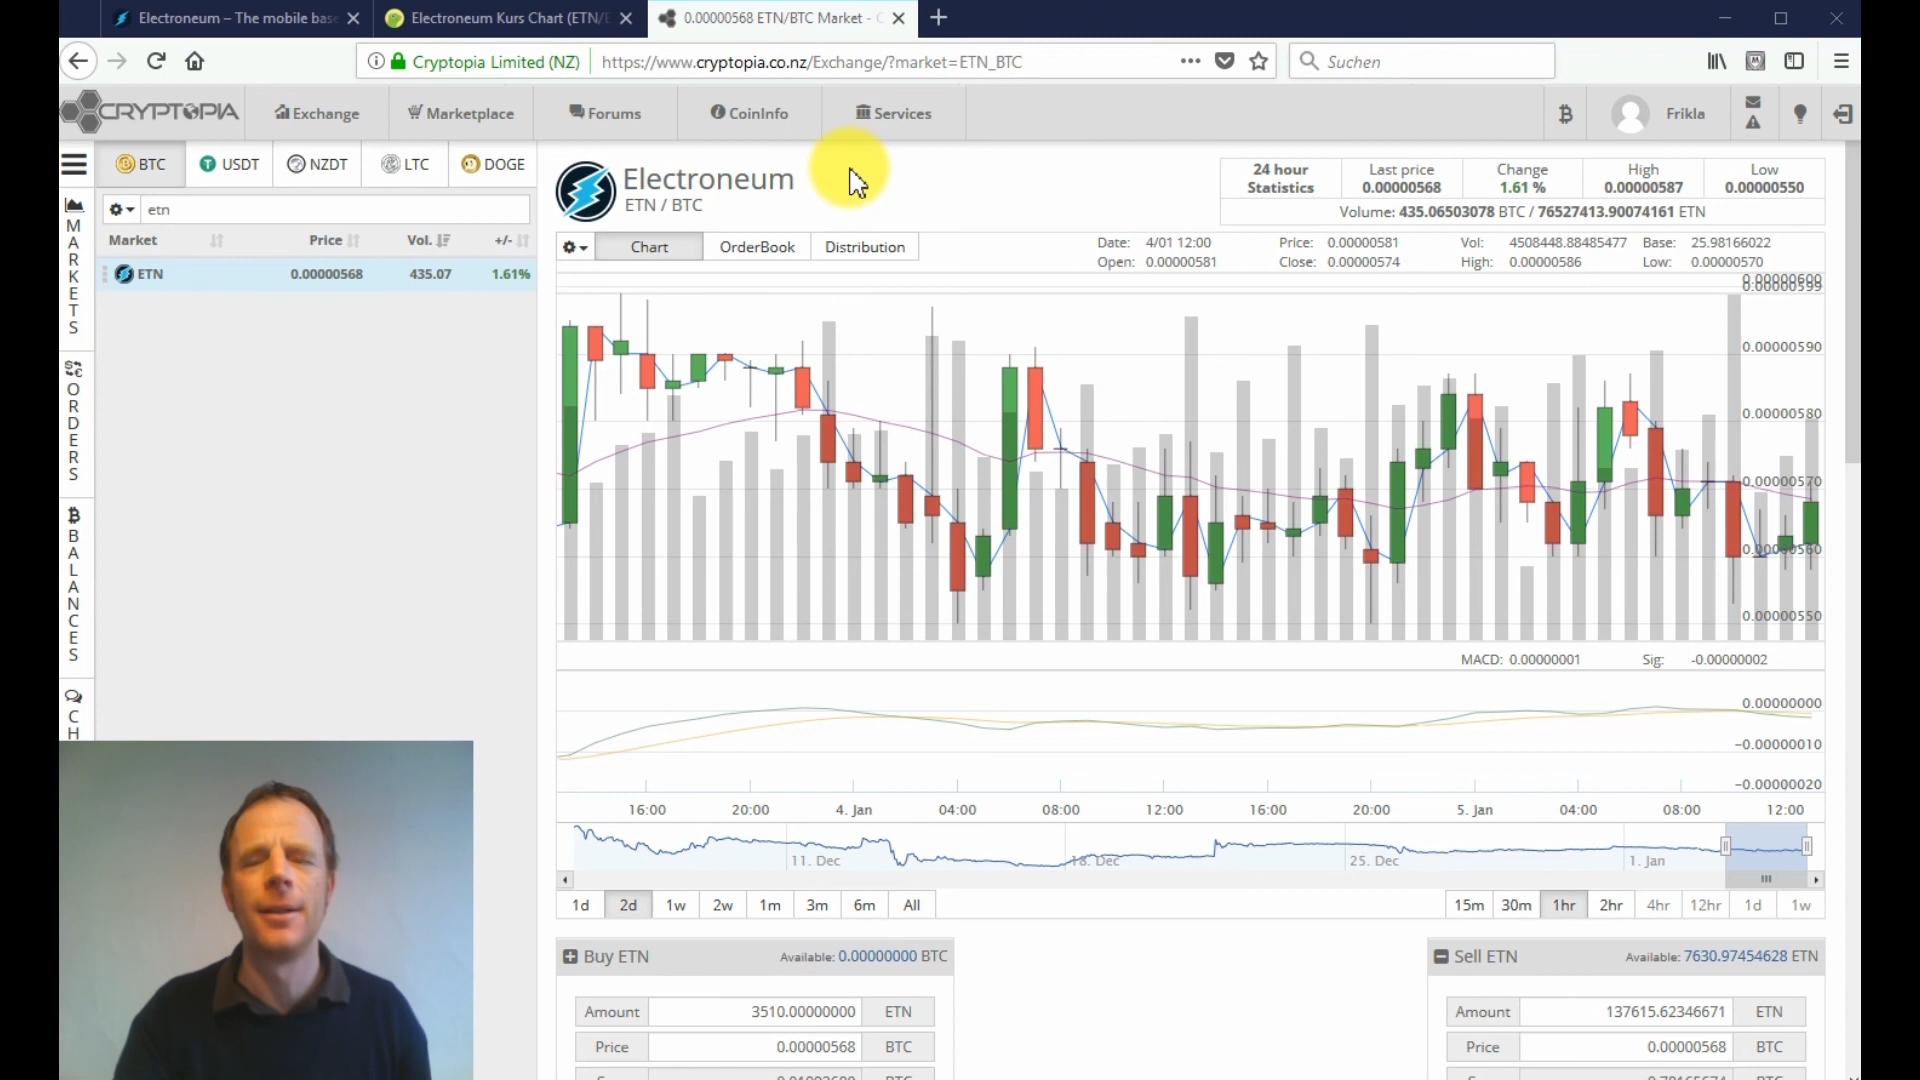 Electroneum – The mobile base
Electroneum Kurs Chart (ETN/E
0.00000568 ETN/BTC Market - C
Cryptopia Limited (NZ)
https://www.cryptopia.co.nz/Exchange/?market=ETN_BTC
Suchen
CRYPTOPIA
Exchange
Marketplace
Forums
CoinInfo
Services
Frikla
BTC
USDT
NZDT
LTC
DOGE
etn
Market
Price
Vol.
+/-
ETN
0.00000568
435.07
1.61%
MARKETS
ORDERS
BALANCES
CH
Electroneum
ETN / BTC
24 hour Statistics
Last price
0.00000568
Change
1.61 %
High
0.00000587
Low
0.00000550
Volume: 435.06503078 BTC / 76527413.90074161 ETN
Chart
OrderBook
Distribution
Date: 4/01 12:00 Price: 0.00000581 Vol: 4508448.88485477 Base: 25.98166022
Open: 0.00000581 Close: 0.00000574 High: 0.00000586 Low: 0.00000570
0.00000600
0.00000599
0.00000590
0.00000580
0.00000570
0.00000560
0.00000550
MACD: 0.00000001 Sig: -0.00000002
0.00000000
-0.00000010
-0.00000020
16:00 20:00 4. Jan 04:00 08:00 12:00 16:00 20:00 5. Jan 04:00 08:00 12:00
11. Dec 18. Dec 25. Dec 1. Jan
1d 2d 1w 2w 1m 3m 6m All
15m 30m 1hr 2hr 4hr 12hr 1d 1w
Buy ETN
Available: 0.00000000 BTC
Amount 3510.00000000 ETN
Price 0.00000568 BTC
Sell ETN
Available: 7630.97454628 ETN
Amount 137615.62346671 ETN
Price 0.00000568 BTC